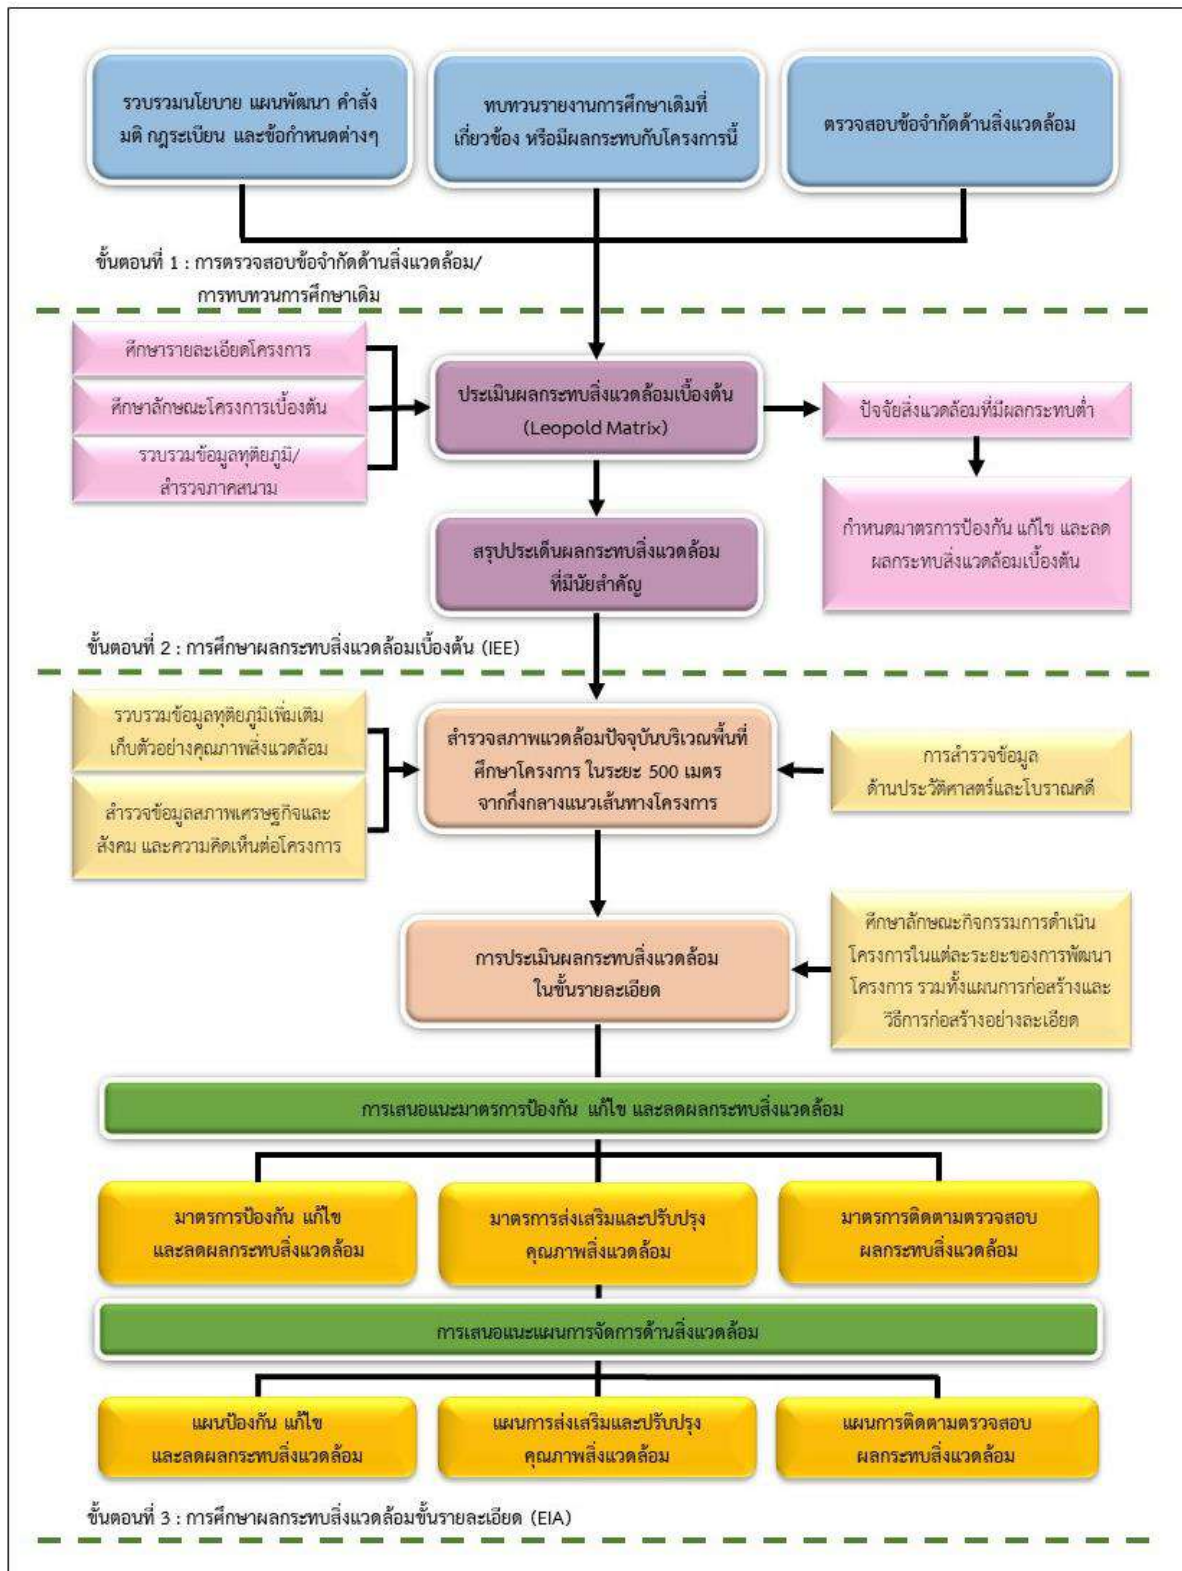 รวบรวมนโยบาย แผนพัฒนา คำสั่ง
มติ กฎระเบียน และข้อกำหนดต่างๆ
ทบทวนรายงานการศึกษาเดิมที่
เกี่ยวข้อง หรือมีผลกระทบกับโครงการนี้
ตรวจสอบข้อจำกัดด้านสิ่งแวดล้อม
ขั้นตอนที่ 1 : การตรวจสอบข้อจำกัดด้านสิ่งแวดล้อม/
การทบทวนการศึกษาเดิม
ศึกษารายละเอียดโครงการ
ศึกษาลักษณะโครงการเบื้องต้น
รวบรวมข้อมูลทุติยภูมิ/
สำรวจภาคสนาม
ประเมินผลกระทบสิ่งแวดล้อมเบื้องต้น
(Leopold Matrix)
ปัจจัยสิ่งแวดล้อมที่มีผลกระทบต่ำ
กำหนดมาตรการป้องกัน แก้ไข และลด
ผลกระทบสิ่งแวดล้อมเบื้องต้น
สรุปประเด็นผลกระทบสิ่งแวดล้อม
ที่มีนัยสำคัญ
ขั้นตอนที่ 2 : การศึกษาผลกระทบสิ่งแวดล้อมเบื้องต้น (IEE)
รวบรวมข้อมูลทุติยภูมิเพิ่มเติม
เก็บตัวอย่างคุณภาพสิ่งแวดล้อม
สำรวจข้อมูลสภาพเศรษฐกิจและ
สังคม และความคิดเห็นต่อโครงการ
สำรวจสภาพแวดล้อมปัจจุบันบริเวณพื้นที่
ศึกษาโครงการ ในระยะ 500 เมตร
จากกึ่งกลางแนวเส้นทางโครงการ
การสำรวจข้อมูล
ด้านประวัติศาสตร์และโบราณคดี
การประเมินผลกระทบสิ่งแวดล้อม
ในขั้นรายละเอียด
ศึกษาลักษณะกิจกรรมการดำเนิน
โครงการในแต่ละระยะของการพัฒนา
โครงการ รวมทั้งแผนการก่อสร้างและ
วิธีการก่อสร้างอย่างละเอียด
การเสนอแนะมาตรการป้องกัน แก้ไข และลดผลกระทบสิ่งแวดล้อม
มาตรการป้องกัน แก้ไข
และลดผลกระทบสิ่งแวดล้อม
มาตรการส่งเสริมและปรับปรุง
คุณภาพสิ่งแวดล้อม
มาตรการติดตามตรวจสอบ
ผลกระทบสิ่งแวดล้อม
การเสนอแนะแผนการจัดการด้านสิ่งแวดล้อม
แผนป้องกัน แก้ไข
และลดผลกระทบสิ่งแวดล้อม
แผนการส่งเสริมและปรับปรุง
คุณภาพสิ่งแวดล้อม
แผนการติดตามตรวจสอบ
ผลกระทบสิ่งแวดล้อม
ขั้นตอนที่ 3 : การศึกษาผลกระทบสิ่งแวดล้อมขั้นรายละเอียด (EIA)